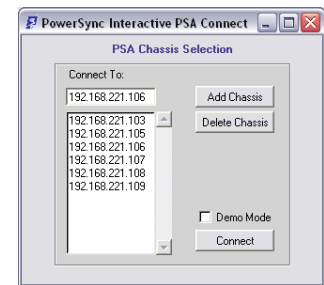 PowerSync Interactive PSA Connect
PSA Chassis Selection
Connect To:
192.168.221.106
Add Chassis
192.168.221.103
Delete Chassis
192.168.221.105
192.168.221.106
192.168.221.107
192.168.221.108
192.168.221.109
Demo Mode
Connect